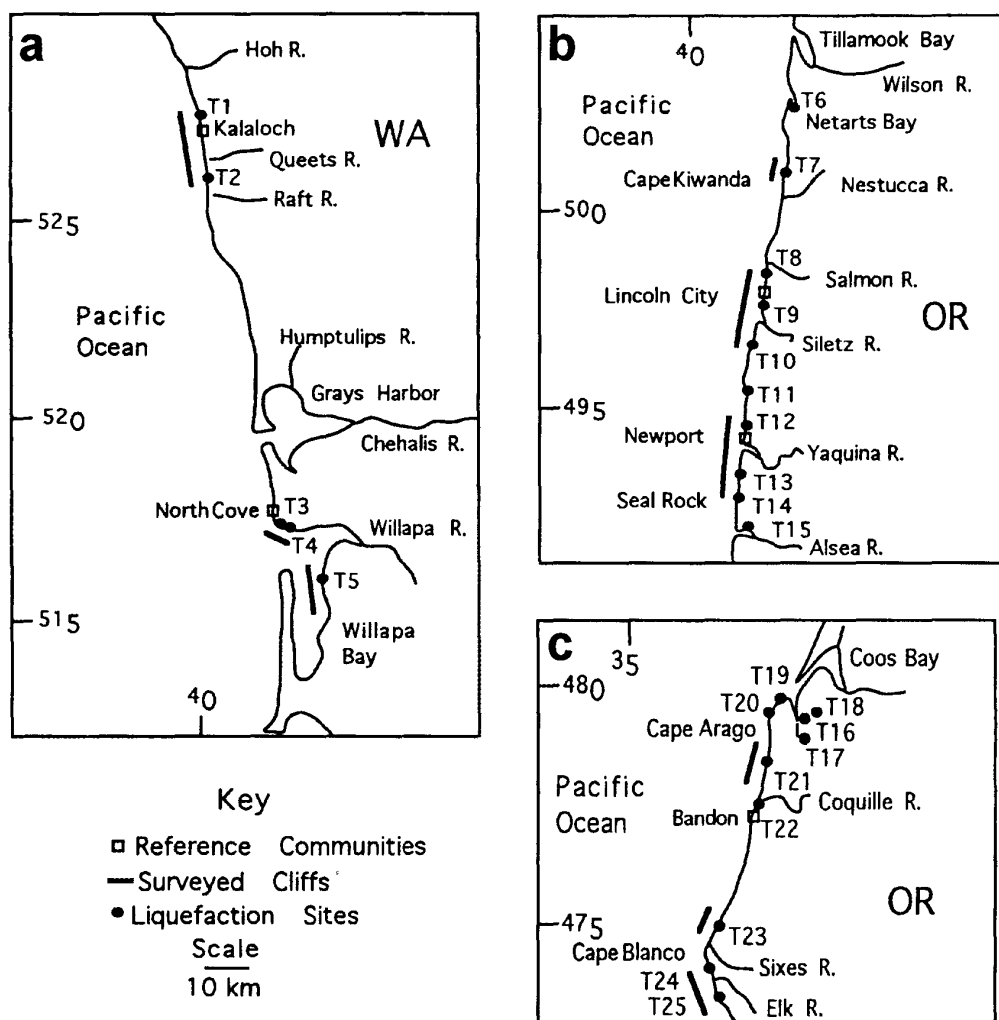 a
Hoh R.
T1
Kalaloch
WA
Queets R.
T2
Raft R.
525
Pacific
Ocean
Humptulips R.
Grays Harbor
520
Chehalis R.
North Cove
T3
Willapa R.
T4
T5
515
Willapa
Bay
40
Key
Reference Communities
Surveyed Cliffs
Liquefaction Sites
Scale
10 km
b
40
Tillamook Bay
Wilson R.
Pacific
Ocean
T6
Netarts Bay
T7
Cape Kiwanda
Nestucca R.
500
T8
Salmon R.
Lincoln City
T9
OR
Siletz R.
T10
T11
495
T12
Newport
Yaquina R.
T13
Seal Rock
T14
T15
Alsea R.
c
35
Coos Bay
480
T19
T20
T18
Cape Arago
T16
T17
T21
Pacific
Ocean
Coquille R.
Bandon
T22
OR
475
T23
Cape Blanco
Sixes R.
T24
T25
Elk R.